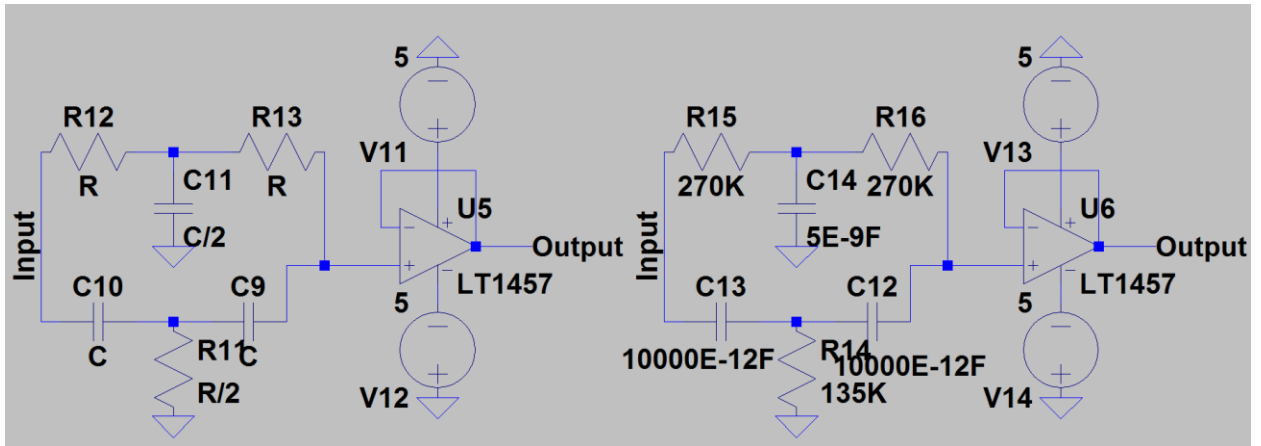 5
R12
R13
V11
C11
R
R
U5
Input
C/2
Output
C10
C9
LT1457
5
C
R11
C
R/2
V12
5
R15
R16
V13
C14
270K
270K
U6
Input
5E-9F
Output
C13
C12
LT1457
5
10000E-12F
R14
10000E-12F
135K
V14